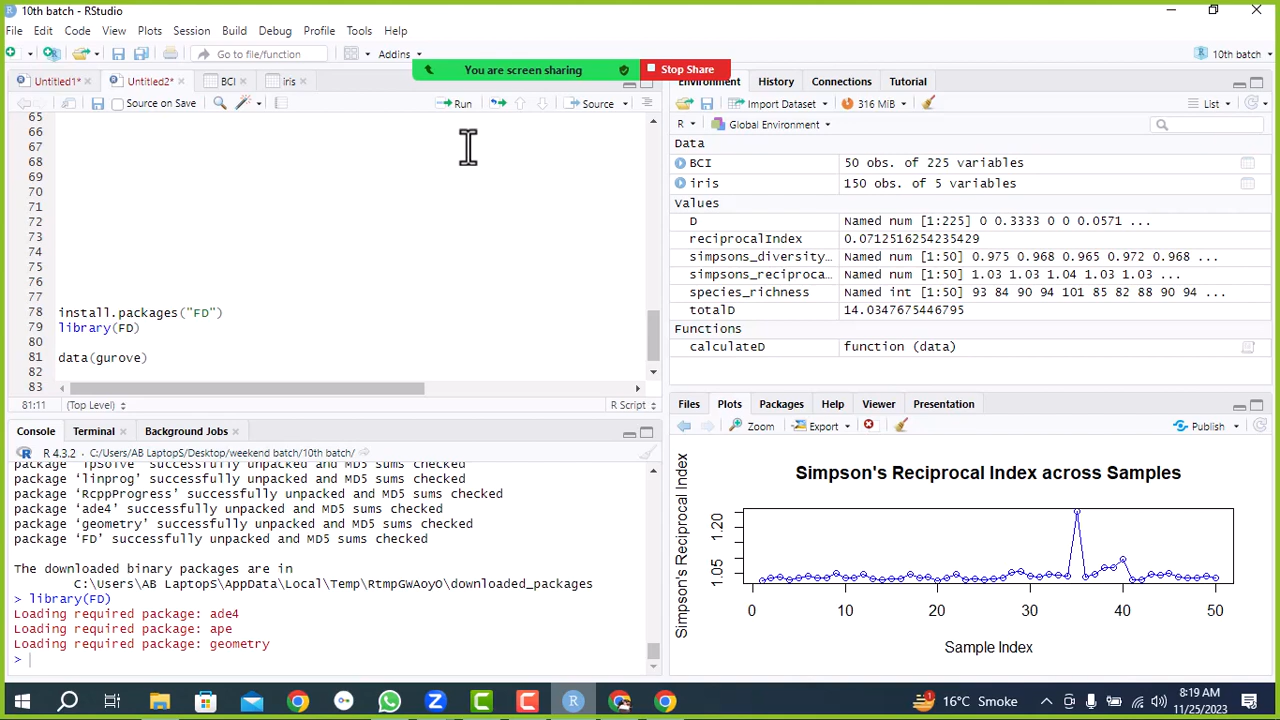 10th batch - RStudio
File Edit Code View Plots Session Build Debug Profile Tools Help
Go to file/function Addins 10th batch
You are screen sharing Stop Share
Untitled1* Untitled2* BCI iris
Source on Save Run Source
65
66
67
68
69
70
71
72
73
74
75
76
77
78 install.packages("FD")
79 library(FD)
80
81 data(gurove)
82
83
81:11 (Top Level) R Script
Console Terminal Background Jobs
R 4.3.2 · C:/Users/AB LaptopS/Desktop/weekend batch/10th batch/
package ‘lpSolve’ successfully unpacked and MD5 sums checked
package ‘linprog’ successfully unpacked and MD5 sums checked
package ‘RcppProgress’ successfully unpacked and MD5 sums checked
package ‘ade4’ successfully unpacked and MD5 sums checked
package ‘geometry’ successfully unpacked and MD5 sums checked
package ‘FD’ successfully unpacked and MD5 sums checked
The downloaded binary packages are in
C:\Users\AB LaptopS\AppData\Local\Temp\RtmpGWAoyO\downloaded_packages
> library(FD)
Loading required package: ade4
Loading required package: ape
Loading required package: geometry
>
Environment History Connections Tutorial
Import Dataset 316 MiB List
R Global Environment
Data
BCI 50 obs. of 225 variables
iris 150 obs. of 5 variables
Values
D Named num [1:225] 0 0.3333 0 0 0.0571 ...
reciprocalIndex 0.0712516254235429
simpsons_diversity… Named num [1:50] 0.975 0.968 0.965 0.972 0.968 ...
simpsons_reciproca… Named num [1:50] 1.03 1.03 1.04 1.03 1.03 ...
species_richness Named int [1:50] 93 84 90 94 101 85 82 88 90 94 ...
totalD 14.0347675446795
Functions
calculateD function (data)
Files Plots Packages Help Viewer Presentation
Zoom Export Publish
Simpson's Reciprocal Index across Samples
Simpson's Reciprocal Index
1.20
1.05
0 10 20 30 40 50
Sample Index
16°C Smoke 8:19 AM
11/25/2023